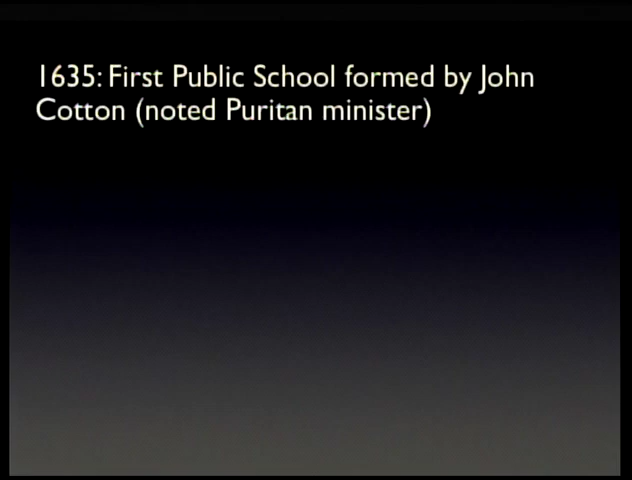 1635: First Public School formed by John
Cotton (noted Puritan minister)